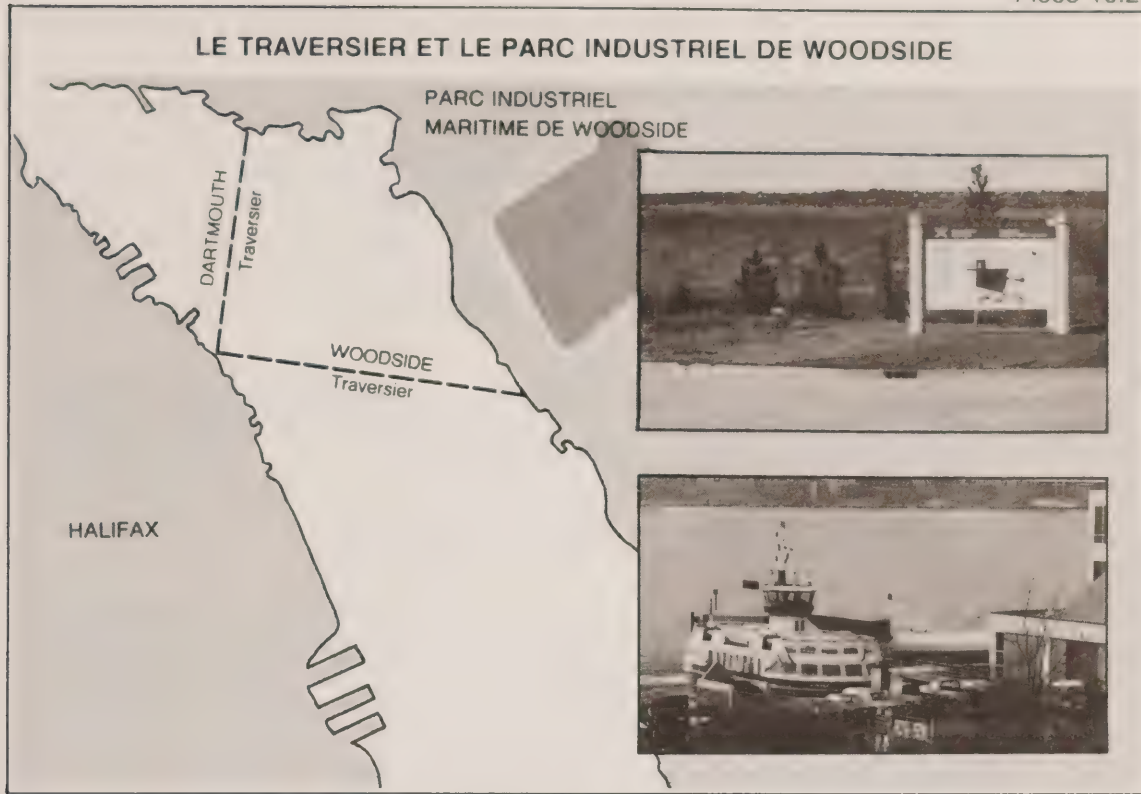 LE TRAVERSIER ET LE PARC INDUSTRIEL DE WOODSIDE
PARC INDUSTRIEL
MARITIME DE WOODSIDE
DARTMOUTH
Traversier
WOODSIDE
Traversier
HALIFAX